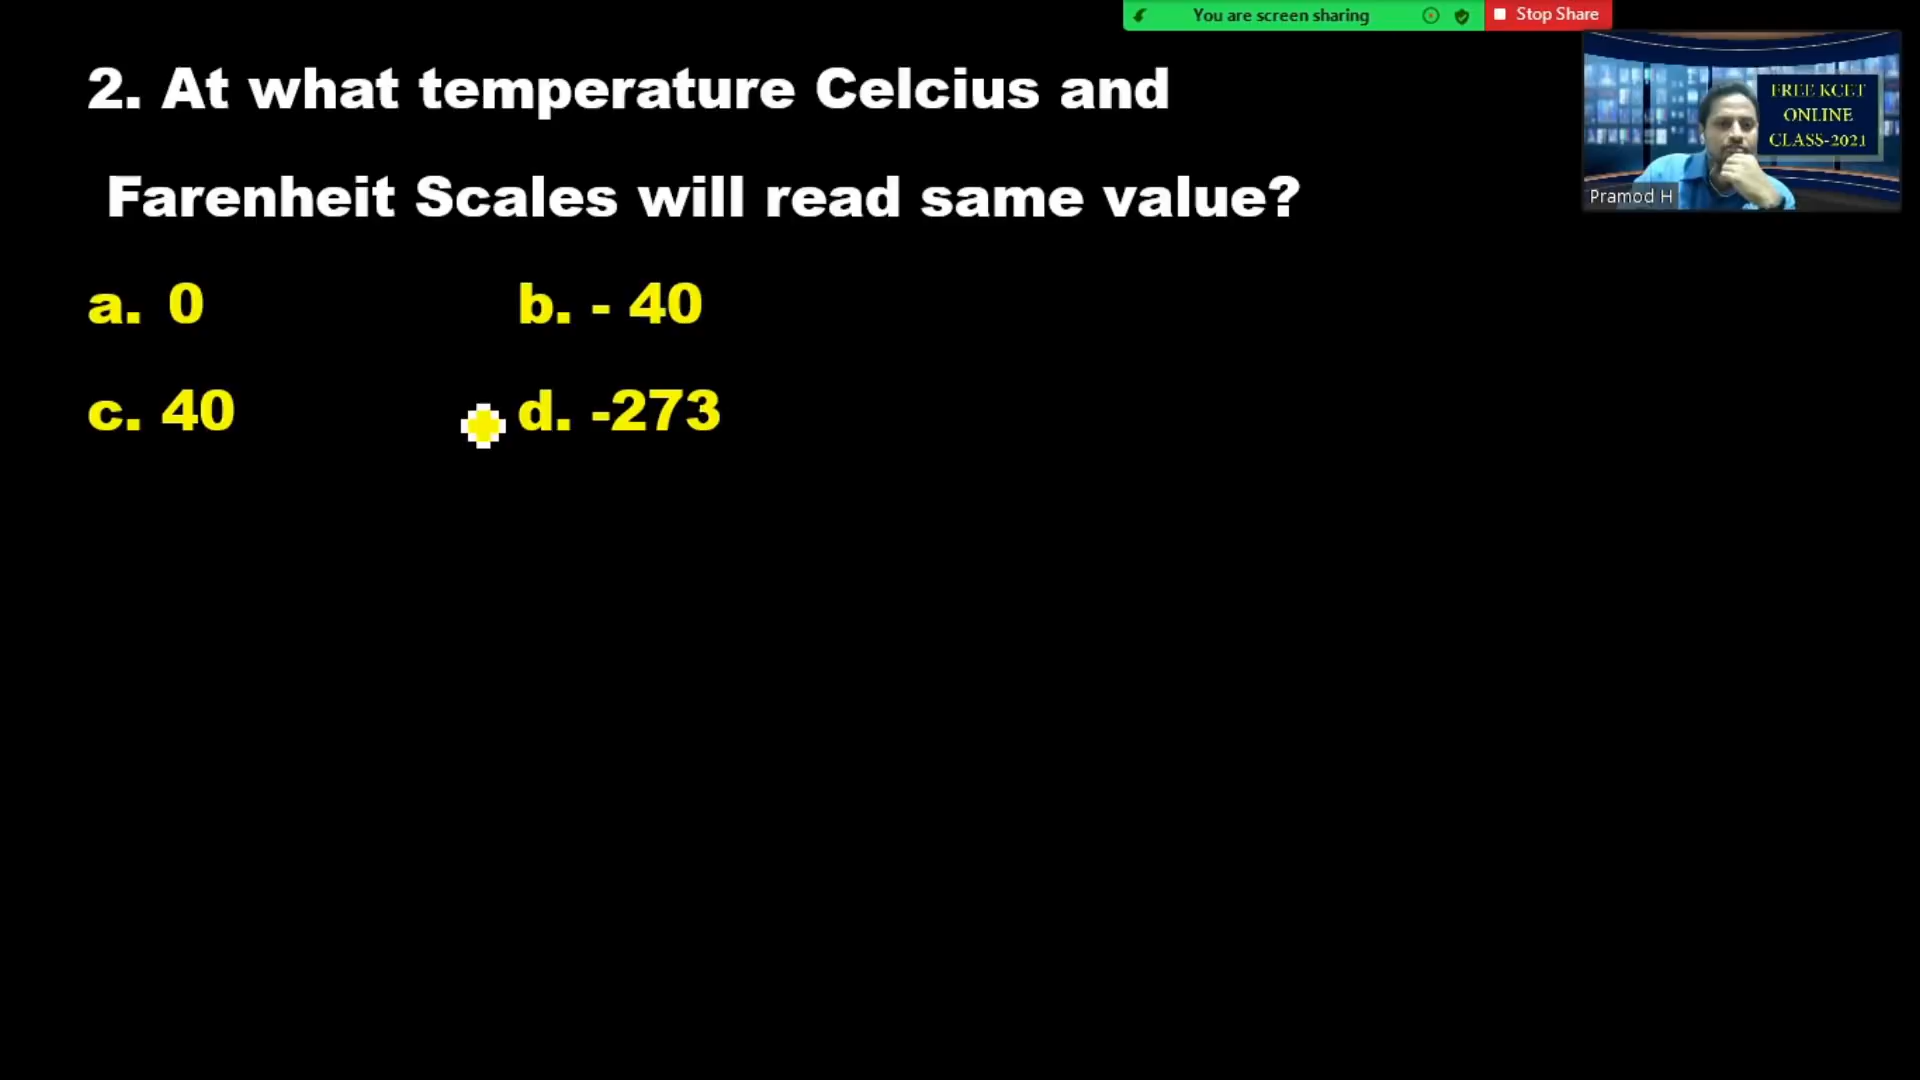 You are screen sharing
Stop Share
2. At what temperature Celcius and
Farenheit Scales will read same value?
a. 0 b. - 40
c. 40 d. -273
FREE KCET
ONLINE
CLASS-2021
Pramod H